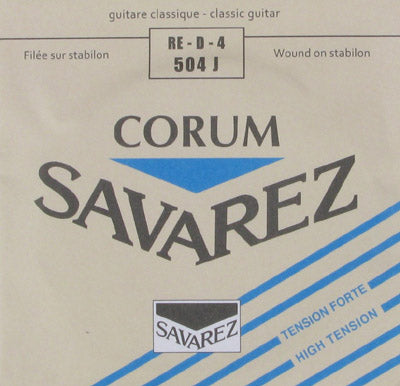 guitare classique - classic guitar
Filée sur stabilon
RE - D - 4
504 J
Wound on stabilon
CORUM
SAVAREZ
SAVAREZ
TENSION FORTE
HIGH TENSION